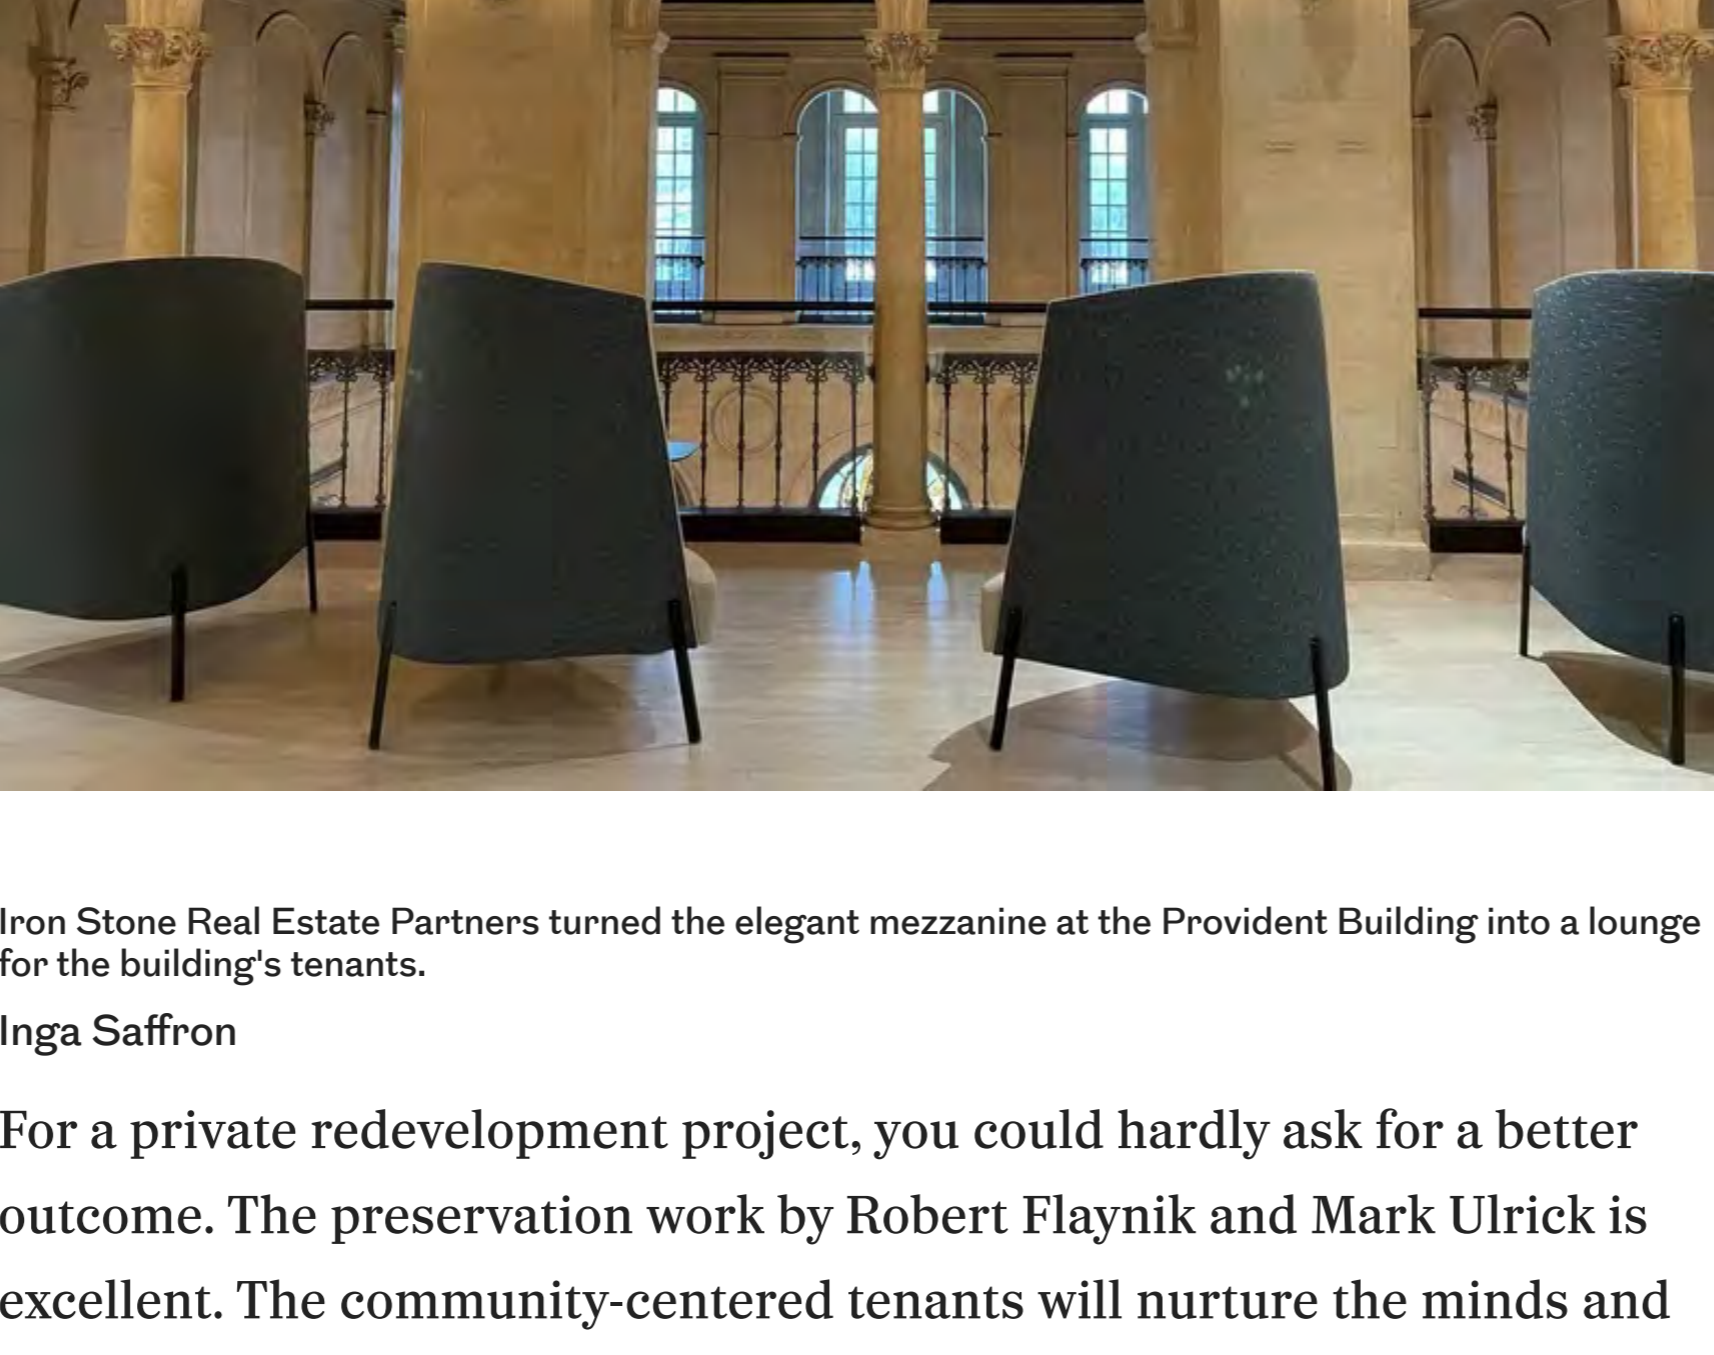 Iron Stone Real Estate Partners turned the elegant mezzanine at the Provident Building into a lounge
for the building's tenants.
Inga Saffron
For a private redevelopment project, you could hardly ask for a better
outcome. The preservation work by Robert Flaynik and Mark Ulrick is
excellent. The community-centered tenants will nurture the minds and